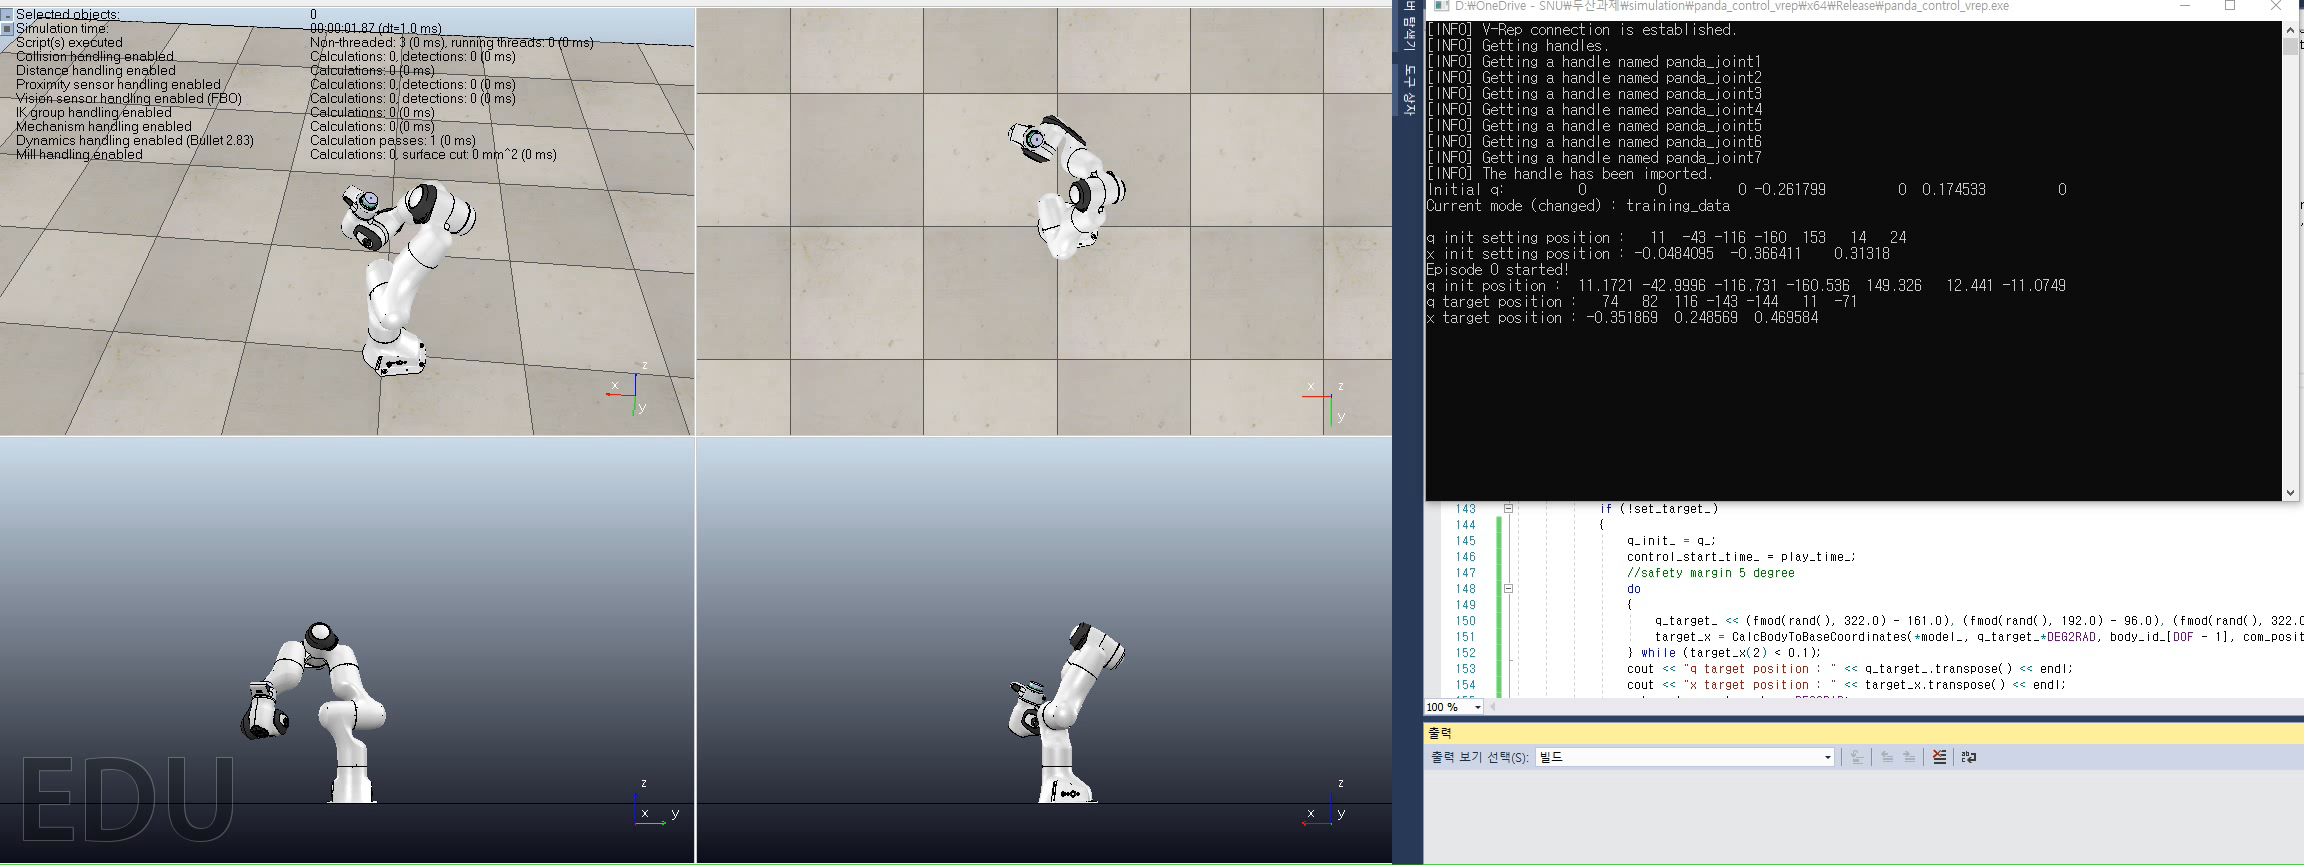 Selected objects: 0
Simulation time: 00:00:01.87 (dt=1.0 ms)
Script(s) executed Non-threaded: 3 (0 ms), running threads: 0 (0 ms)
Collision handling enabled Calculations: 0, detections: 0 (0 ms)
Distance handling enabled Calculations: 0 (0 ms)
Proximity sensor handling enabled Calculations: 0, detections: 0 (0 ms)
Vision sensor handling enabled (FBO) Calculations: 0, detections: 0 (0 ms)
IK group handling enabled Calculations: 0 (0 ms)
Mechanism handling enabled Calculations: 0 (0 ms)
Dynamics handling enabled (Bullet 2.83) Calculation passes: 1 (0 ms)
Mill handling enabled Calculations: 0, surface cut: 0 mm^2 (0 ms)
x z y
x z y
EDU
z x y
z x y
버 탐색기
도구 상자
D:₩OneDrive - SNU₩두산과제₩simulation₩panda_control_vrep₩x64₩Release₩panda_control_vrep.exe
[INFO] V-Rep connection is established.
[INFO] Getting handles.
[INFO] Getting a handle named panda_joint1
[INFO] Getting a handle named panda_joint2
[INFO] Getting a handle named panda_joint3
[INFO] Getting a handle named panda_joint4
[INFO] Getting a handle named panda_joint5
[INFO] Getting a handle named panda_joint6
[INFO] Getting a handle named panda_joint7
[INFO] The handle has been imported.
Initial q: 0 0 0 -0.261799 0 0.174533 0
Current mode (changed) : training_data
q init setting position : 11 -43 -116 -160 153 14 24
x init setting position : -0.0484095 -0.366411 0.31318
Episode 0 started!
q init position : 11.1721 -42.9996 -116.731 -160.536 149.326 12.441 -11.0749
q target position : 74 82 116 -143 -144 11 -71
x target position : -0.351869 0.248569 0.469584
143 if (!set_target_)
144 {
145 q_init_ = q_;
146 control_start_time_ = play_time_;
147 //safety margin 5 degree
148 do
149 {
150 q_target_ << (fmod(rand(), 322.0) - 161.0), (fmod(rand(), 192.0) - 96.0), (fmod(rand(), 322.0
151 target_x = CalcBodyToBaseCoordinates(*model_, q_target_*DEG2RAD, body_id_[DOF - 1], com_posit
152 } while (target_x(2) < 0.1);
153 cout << "q target position : " << q_target_.transpose() << endl;
154 cout << "x target position : " << target_x.transpose() << endl;
100 %
출력
출력 보기 선택(S): 빌드